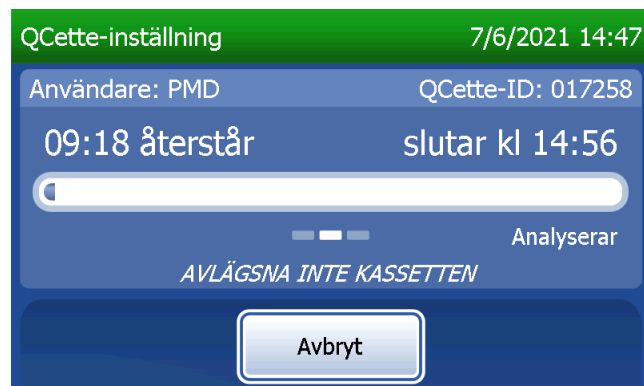 QCette-inställning 7/6/2021 14:47
Användare: PMD QCette-ID: 017258
09:18 återstår slutar kl 14:56
Analyserar
AVLÄGSNA INTE KASSETTEN
Avbryt